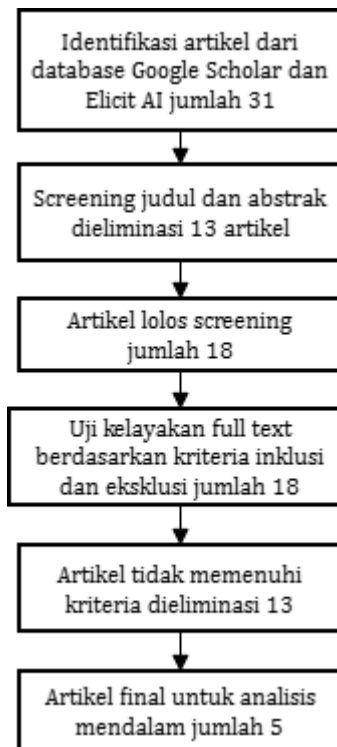 Identifikasi artikel dari
database Google Scholar dan
Elicit AI jumlah 31
Screening judul dan abstrak
dieliminasi 13 artikel
Artikel lolos screening
jumlah 18
Uji kelayakan full text
berdasarkan kriteria inklusi
dan eksklusi jumlah 18
Artikel tidak memenuhi
kriteria dieliminasi 13
Artikel final untuk analisis
mendalam jumlah 5